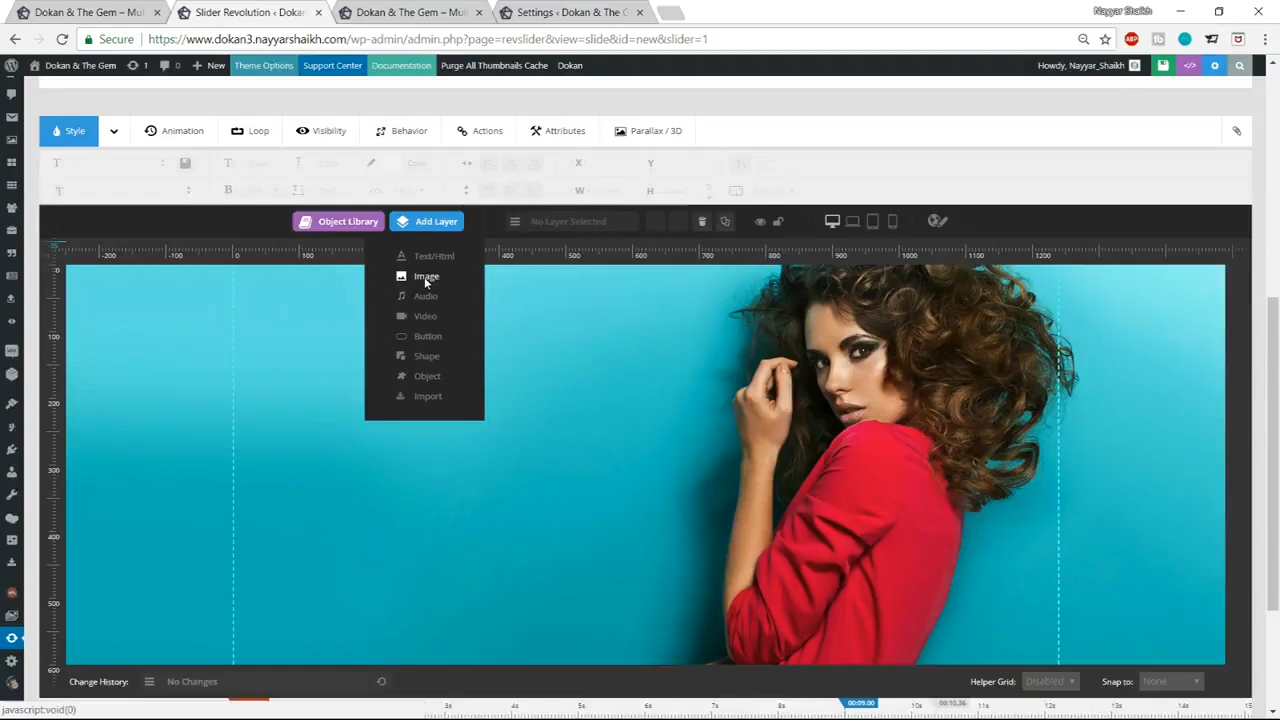 Dokan & The Gem – Mul
Slider Revolution ‹ Dokan
Dokan & The Gem – Mult
Settings ‹ Dokan & The G
Nayyar Shaikh
Secure
https://www.dokan3.nayyarshaikh.com/wp-admin/admin.php?page=revslider&view=slide&id=new&slider=1
Dokan & The Gem 1 0 New Theme Options Support Center Documentation Purge All Thumbnails Cache Dokan Howdy, Nayyar_Shaikh
Style Animation Loop Visibility Behavior Actions Attributes Parallax / 3D
Color X Y
B W H
Object Library Add Layer No Layer Selected
-200 -100 0 100 400 500 600 700 800 900 1000 1100 1200
Text/Html
Image
Audio
Video
Button
Shape
Object
Import
0
100
200
300
400
500
600
Change History: No Changes Helper Grid: Disabled Snap to: None
javascript:void(0)
3s 4s 5s 6s 7s 8s 00:09.00 00:10.36 11s 12s 13s 14s 15